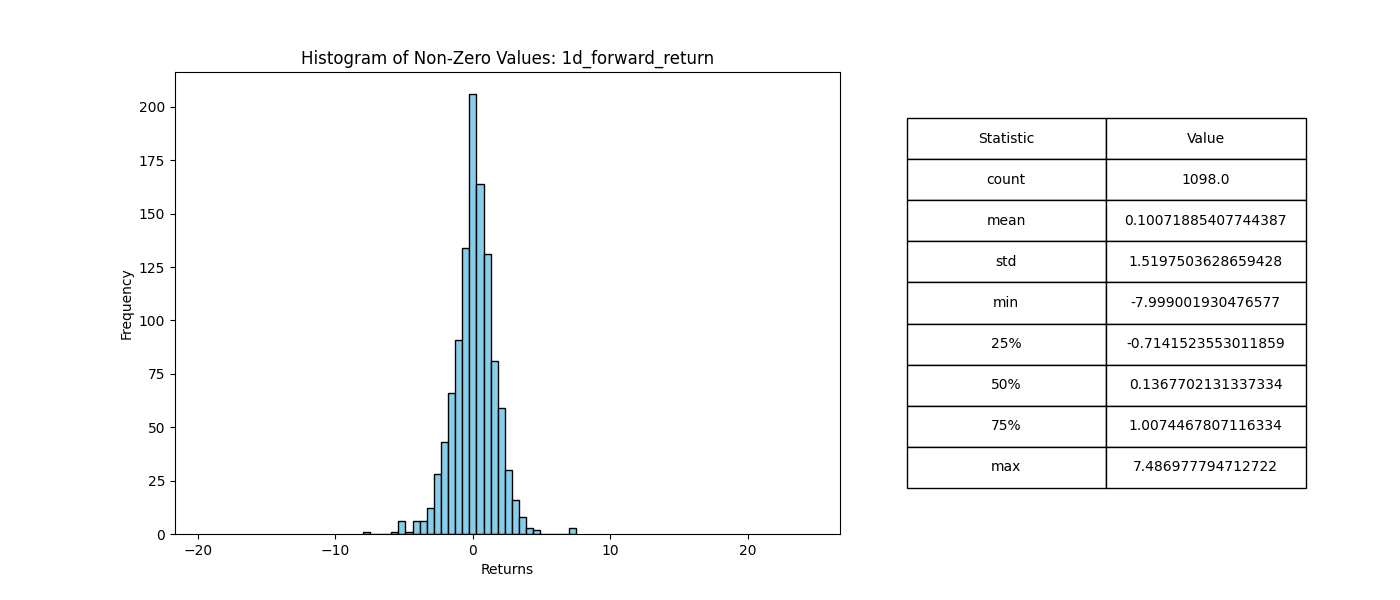 Histogram of Non-Zero Values: 1d_forward_return
200
175
150
125
100
75
50
25
0
Frequency
−20
−10
0
10
20
Returns
Statistic Value
count 1098.0
mean 0.10071885407744387
std 1.5197503628659428
min -7.999001930476577
25% -0.7141523553011859
50% 0.1367702131337334
75% 1.0074467807116334
max 7.486977794712722